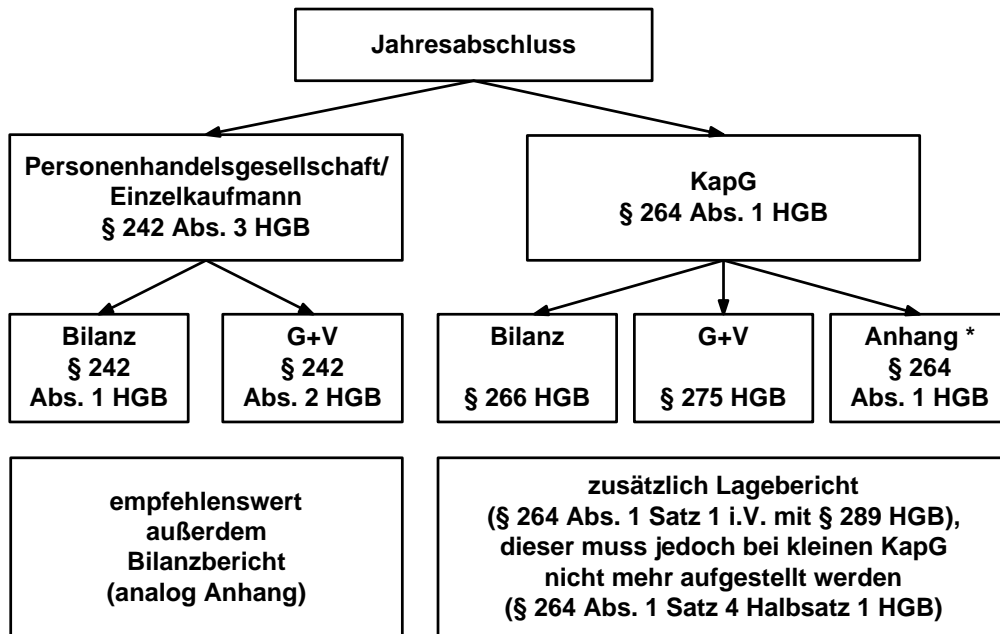 Jahresabschluss
Personenhandelsgesellschaft/
Einzelkaufmann
§ 242 Abs. 3 HGB
KapG
§ 264 Abs. 1 HGB
Bilanz
§ 242
Abs. 1 HGB
G+V
§ 242
Abs. 2 HGB
Bilanz
§ 266 HGB
G+V
§ 275 HGB
Anhang *
§ 264
Abs. 1 HGB
empfehlenswert
außerdem
Bilanzbericht
(analog Anhang)
zusätzlich Lagebericht
(§ 264 Abs. 1 Satz 1 i.V. mit § 289 HGB),
dieser muss jedoch bei kleinen KapG
nicht mehr aufgestellt werden
(§ 264 Abs. 1 Satz 4 Halbsatz 1 HGB)